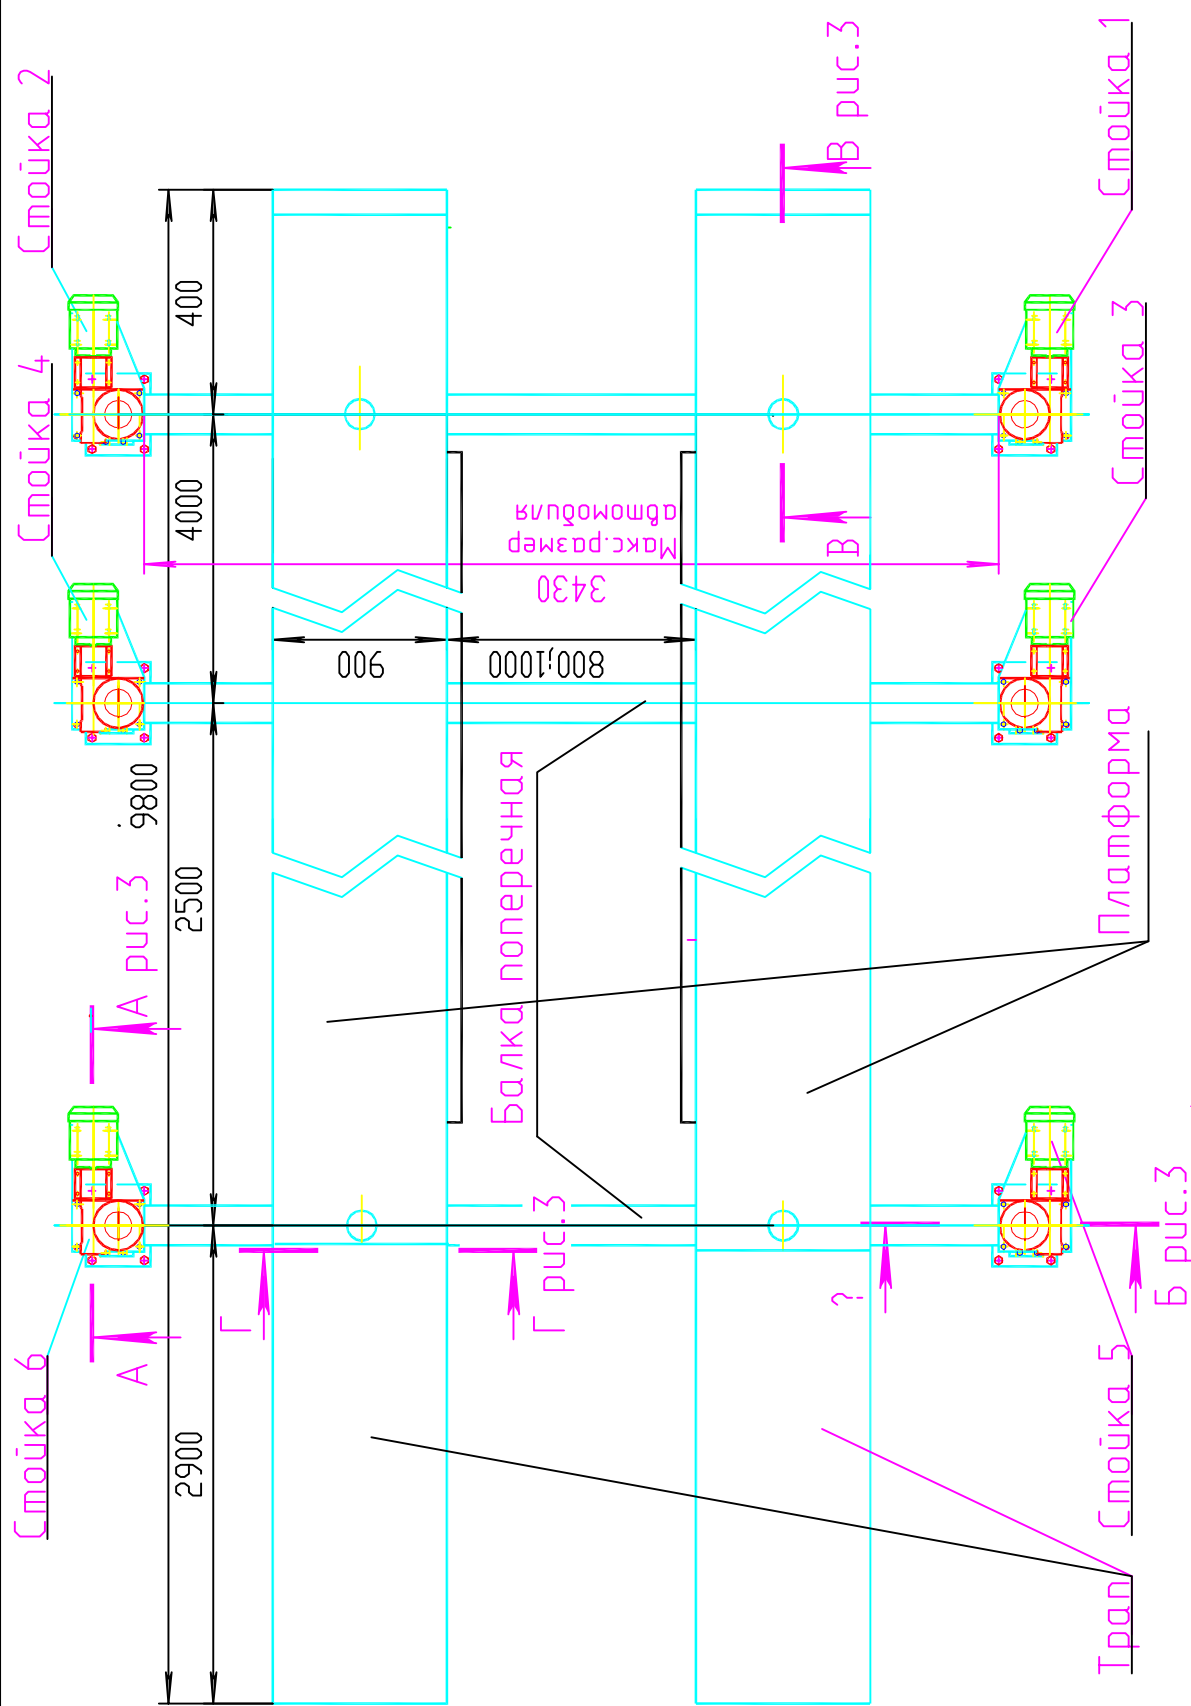 Стойка 2
Стойка 4
Стойка 6
А рис.3
А
9800
400
4000
2500
2900
900
800;1000
3430
Макс.размер
автомобиля
Балка поперечная
Г
Г рис.3
В рис.3
В
?
Б рис.3
Стойка 1
Стойка 3
Платформа
Стойка 5
Трап